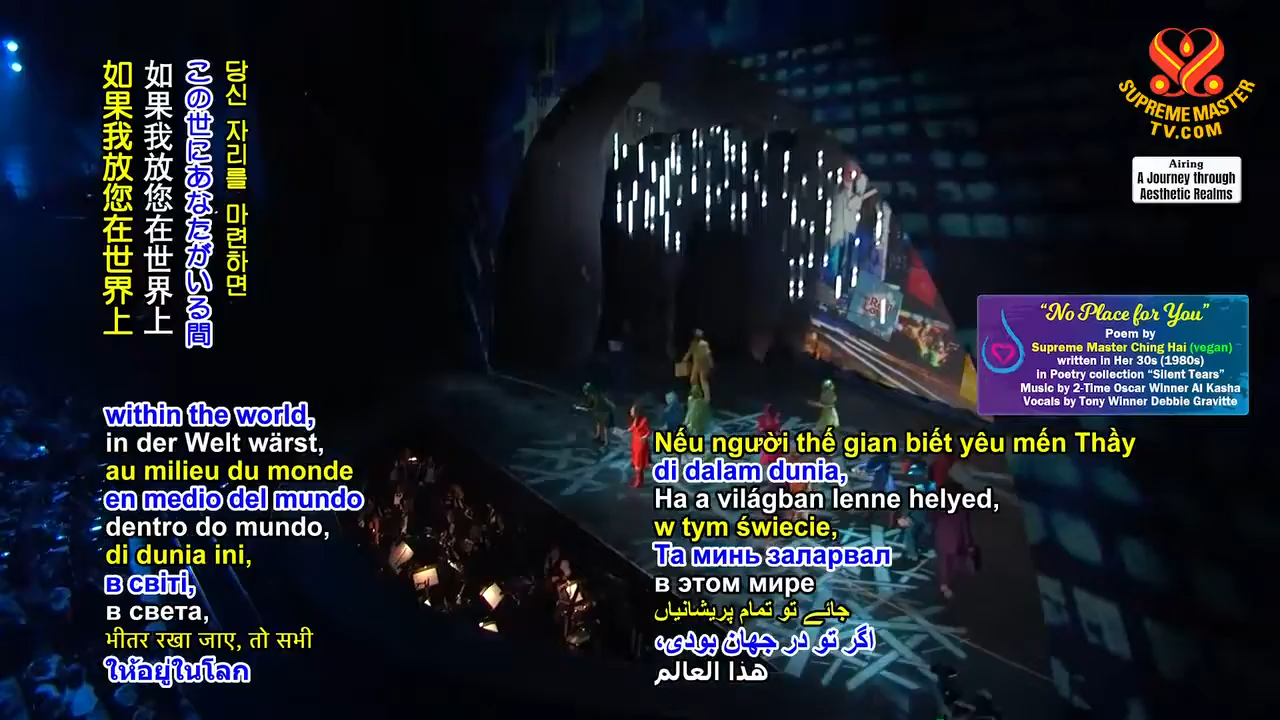 如果我放您在世界上
如果我放您在世界上
この世にあなたがいる間
당신 자리를 마련하면
within the world,
in der Welt wärst,
au milieu du monde
en medio del mundo
dentro do mundo,
di dunia ini,
в світі,
в света,
भीतर रखा जाए, तो सभी
ให้อยู่ในโลก
Nếu người thế gian biết yêu mến Thầy
di dalam dunia,
Ha a világban lenne helyed,
w tym świecie,
Та минь заларвал
в этом мире
جائے تو تمام پریشانیاں
اگر تو در جهان بودی،
هذا العالم
SUPREME MASTER
TV.COM
Airing
A Journey through
Aesthetic Realms
“No Place for You”
Poem by
Supreme Master Ching Hai (vegan)
written in Her 30s (1980s)
in Poetry collection “Silent Tears”
Music by 2-Time Oscar Winner Al Kasha
Vocals by Tony Winner Debbie Gravitte